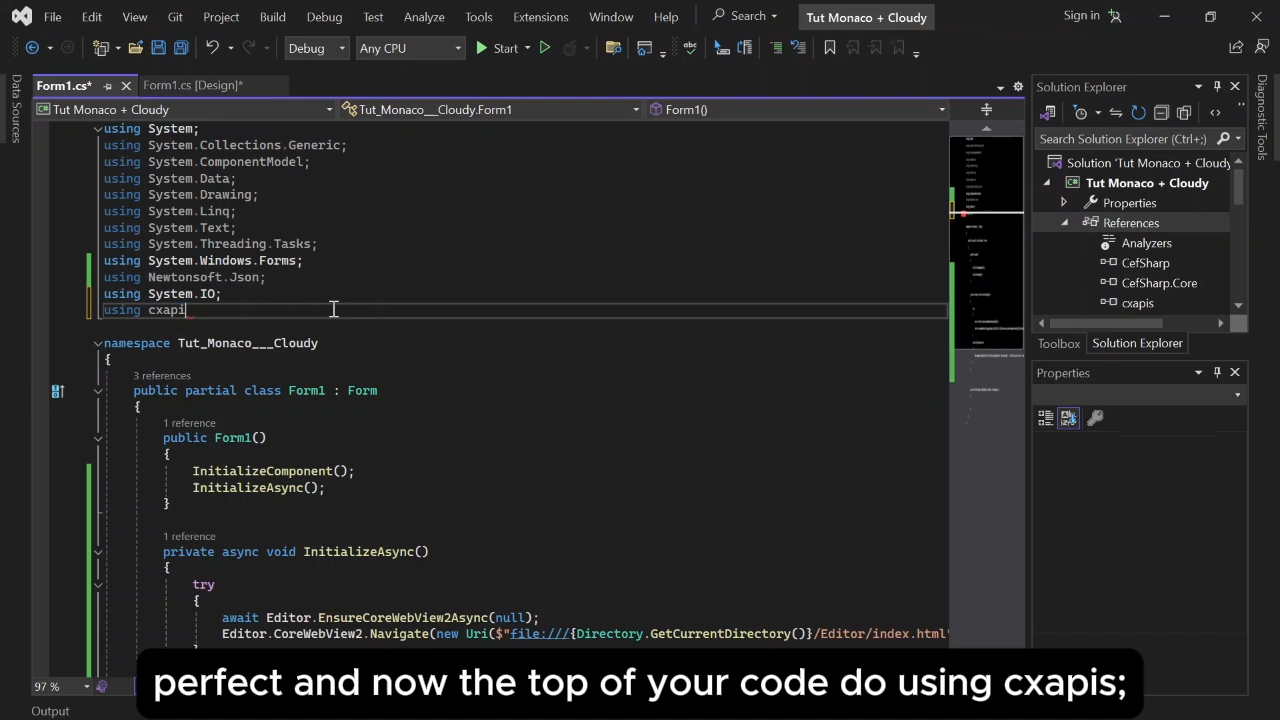 File Edit View Git Project Build Debug Test Analyze Tools Extensions Window Help Search Tut Monaco + Cloudy Sign in
Debug Any CPU Start
Form1.cs* Form1.cs [Design]*
Tut Monaco + Cloudy Tut_Monaco__Cloudy.Form1 Form1()
Data Sources
using System;
using System.Collections.Generic;
using System.ComponentModel;
using System.Data;
using System.Drawing;
using System.Linq;
using System.Text;
using System.Threading.Tasks;
using System.Windows.Forms;
using Newtonsoft.Json;
using System.IO;
using cxapi
namespace Tut_Monaco___Cloudy
{
3 references
public partial class Form1 : Form
{
1 reference
public Form1()
{
InitializeComponent();
InitializeAsync();
}
1 reference
private async void InitializeAsync()
{
try
{
await Editor.EnsureCoreWebView2Async(null);
Editor.CoreWebView2.Navigate(new Uri($"file:///{Directory.GetCurrentDirectory()}/Editor/index.html"
97 %
Output
Solution Explorer
Search Solution Explorer (Ctrl+;)
Solution 'Tut Monaco + Cloudy
Tut Monaco + Cloudy
Properties
References
Analyzers
CefSharp
CefSharp.Core
cxapis
Toolbox Solution Explorer
Properties
Diagnostic Tools
perfect and now the top of your code do using cxapis;